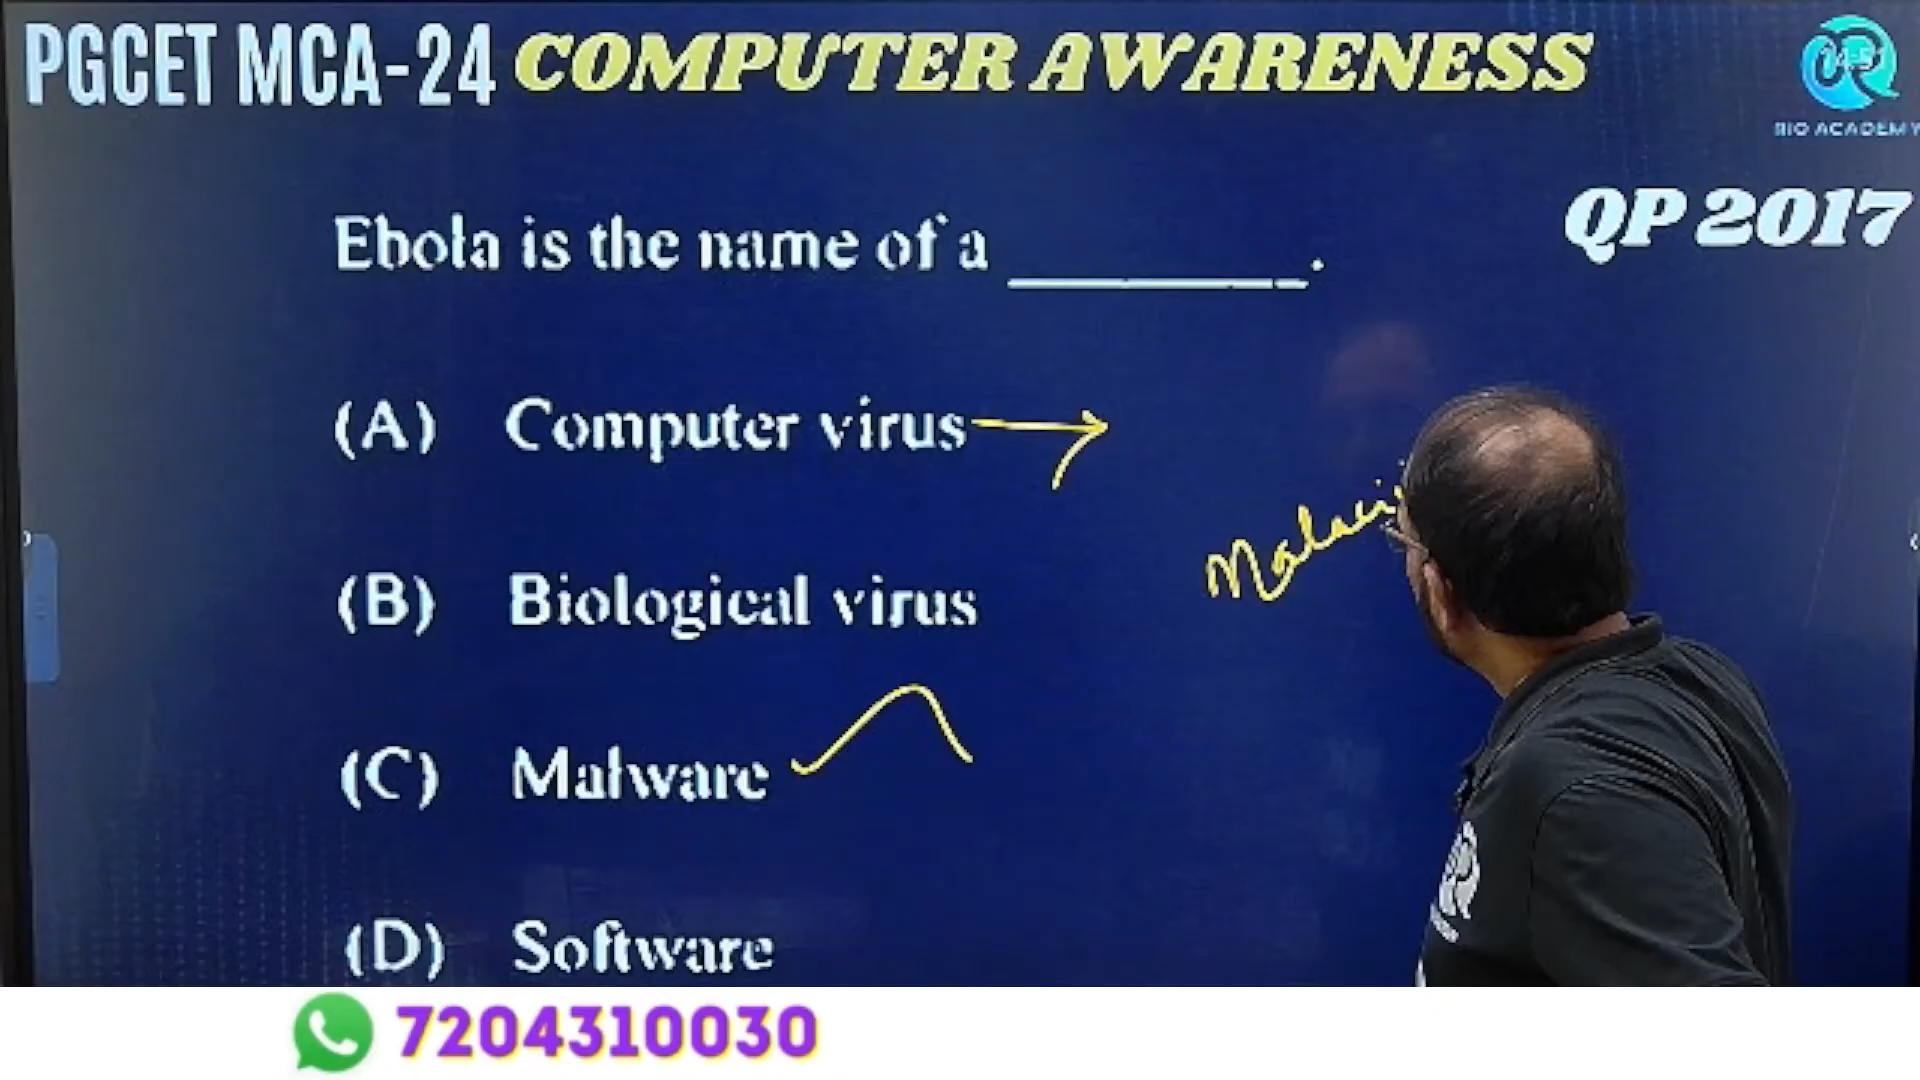 PGCET MCA-24 COMPUTER AWARENESS
BIO ACADEMY
QP 2017
Ebola is the name of a ________.
(A) Computer virus
(B) Biological virus
(C) Malware
(D) Software
7204310030